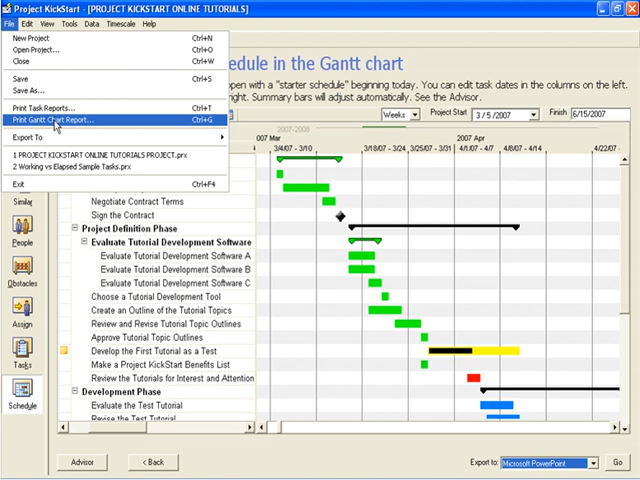 Project KickStart - [PROJECT KICKSTART ONLINE TUTORIALS]
File Edit View Tools Data Timescale Help
New Project Ctrl+N
Open Project... Ctrl+O
Close Ctrl+W
Save Ctrl+S
Save As...
Print Task Reports... Ctrl+T
Print Gantt Chart Report... Ctrl+G
Export To
1 PROJECT KICKSTART ONLINE TUTORIALS PROJECT.prx
2 Working vs Elapsed Sample Tasks.prx
Exit Ctrl+F4
edule in the Gantt chart
open with a "starter schedule" beginning today. You can edit task dates in the columns on the left.
right. Summary bars will adjust automatically. See the Advisor.
Weeks Project Start 3 / 5 / 2007 Finish 6/15/2007
2007-2008
007 Mar 2007 Apr
3/4/07 - 3/10 3/18/07 - 3/24 3/25/07 - 3/31 4/1/07 - 4/7 4/8/07 - 4/14 4/22/07 -
Negotiate Contract Terms
Sign the Contract
Project Definition Phase
Evaluate Tutorial Development Software
Evaluate Tutorial Development Software A
Evaluate Tutorial Development Software B
Evaluate Tutorial Development Software C
Choose a Tutorial Development Tool
Create an Outline of the Tutorial Topics
Review and Revise Tutorial Topic Outlines
Approve Tutorial Topic Outlines
Develop the First Tutorial as a Test
Make a Project KickStart Benefits List
Review the Tutorials for Interest and Attention
Development Phase
Evaluate the Test Tutorial
Revise the Test Tutorial
Similar
People
Obstacles
Assign
Tasks
Schedule
Advisor < Back Export to: Microsoft PowerPoint Go